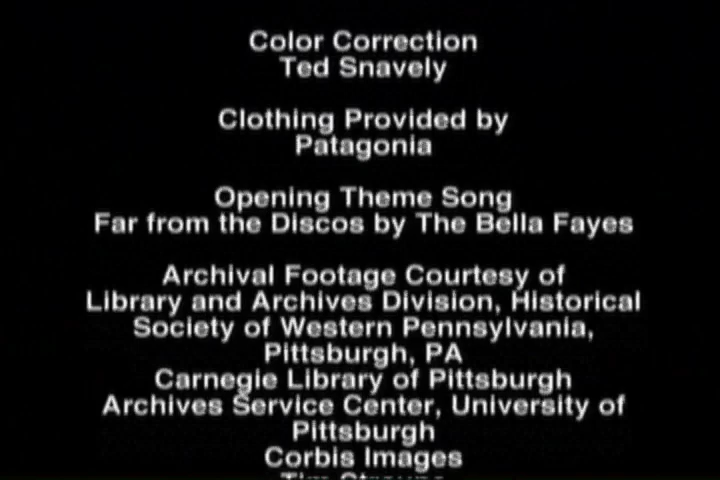 Color Correction
Ted Snavely
Clothing Provided by
Patagonia
Opening Theme Song
Far from the Discos by The Bella Fayes
Archival Footage Courtesy of
Library and Archives Division, Historical
Society of Western Pennsylvania,
Pittsburgh, PA
Carnegie Library of Pittsburgh
Archives Service Center, University of
Pittsburgh
Corbis Images